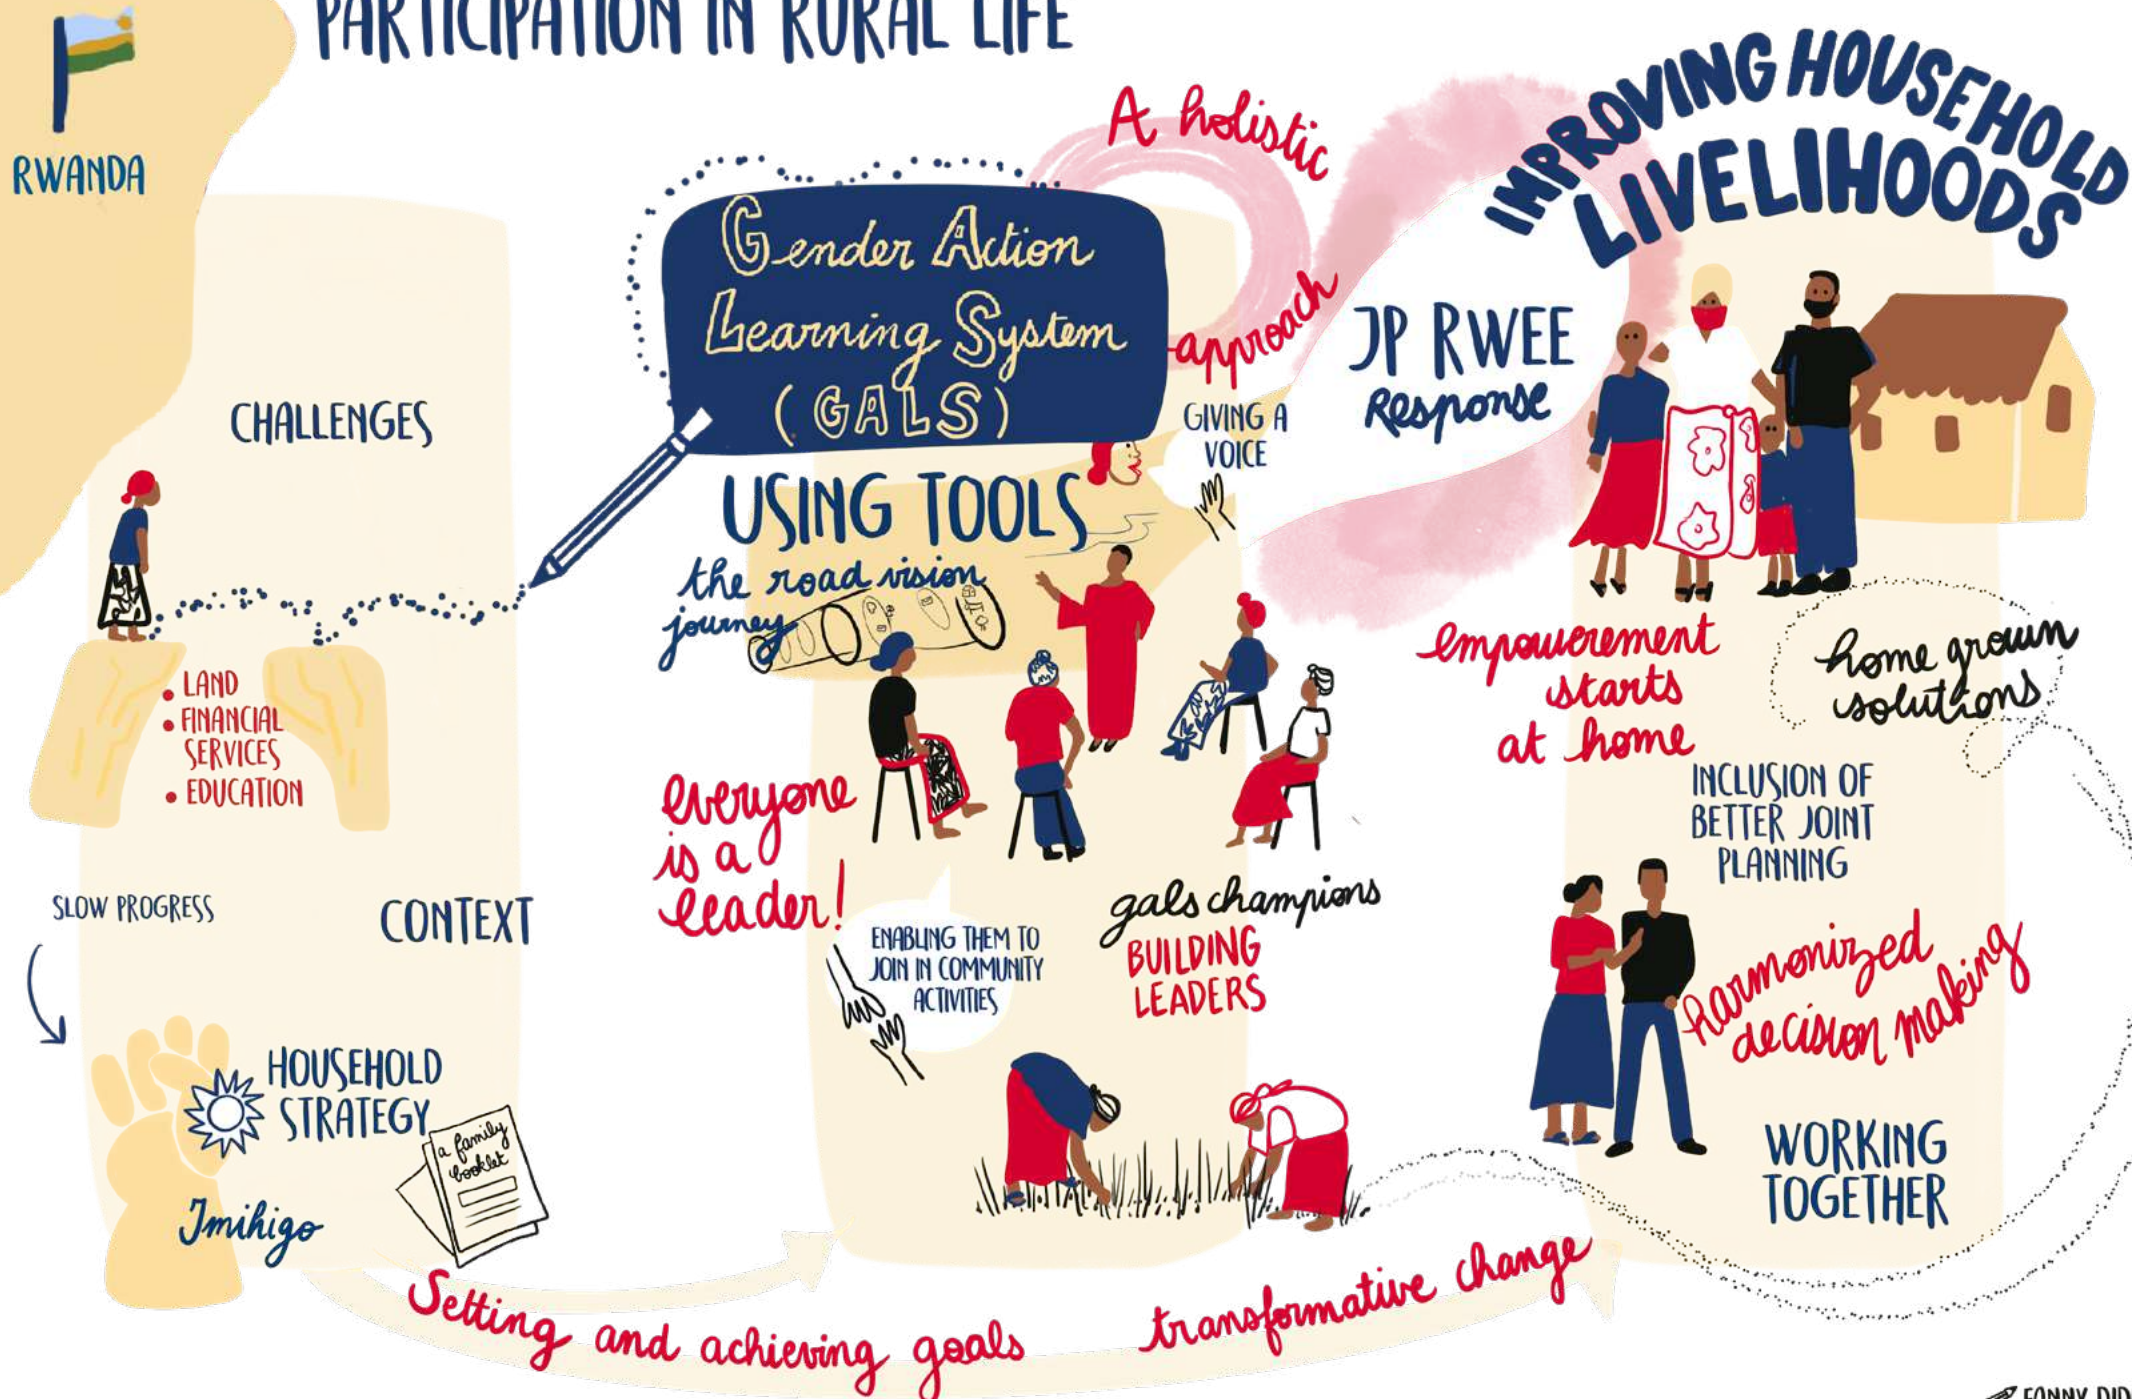 PARTICIPATION IN RURAL LIFE
RWANDA
CHALLENGES
• LAND
• FINANCIAL
SERVICES
• EDUCATION
SLOW PROGRESS
CONTEXT
HOUSEHOLD
STRATEGY
a family
booklet
Imihigo
Gender Action
Learning System
(GALS)
A holistic
approach
GIVING A
VOICE
USING TOOLS
the road vision
journey
everyone
is a
leader!
ENABLING THEM TO
JOIN IN COMMUNITY
ACTIVITIES
gals champions
BUILDING
LEADERS
JP RWEE
Response
IMPROVING HOUSEHOLD
LIVELIHOODS
empowerement
starts
at home
home grown
solutions
INCLUSION OF
BETTER JOINT
PLANNING
harmonized
decision making
WORKING
TOGETHER
Setting and achieving goals
transformative change
FANNY DID